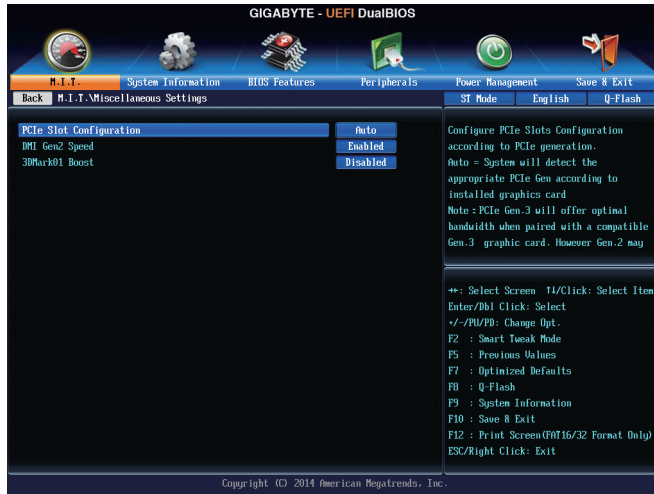 GIGABYTE - UEFI DualBIOS
M.I.T. System Information BIOS Features Peripherals Power Management Save & Exit
Back M.I.T.\Miscellaneous Settings ST Mode English Q-Flash
PCIe Slot Configuration Auto
DMI Gen2 Speed Enabled
3DMark01 Boost Disabled
Configure PCIe Slots Configuration
according to PCIe generation.
Auto = System will detect the
appropriate PCIe Gen according to
installed graphics card
Note : PCIe Gen.3 will offer optimal
bandwidth when paired with a compatible
Gen.3 graphic card. However Gen.2 may
→←: Select Screen ↑↓/Click: Select Item
Enter/Dbl Click: Select
+/-/PU/PD: Change Opt.
F2 : Smart Tweak Mode
F5 : Previous Values
F7 : Optimized Defaults
F8 : Q-Flash
F9 : System Information
F10 : Save & Exit
F12 : Print Screen(FAT16/32 Format Only)
ESC/Right Click: Exit
Copyright (C) 2014 American Megatrends, Inc.